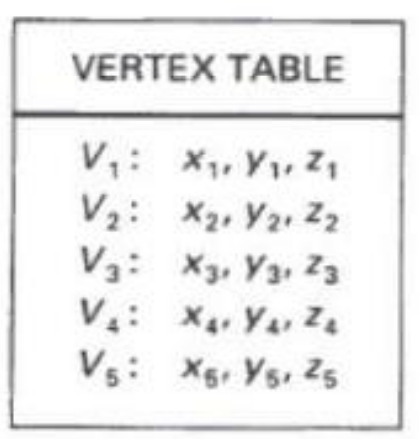 VERTEX TABLE
V₁: x₁, y₁, z₁
V₂: x₂, y₂, z₂
V₃: x₃, y₃, z₃
V₄: x₄, y₄, z₄
V₅: x₅, y₅, z₅